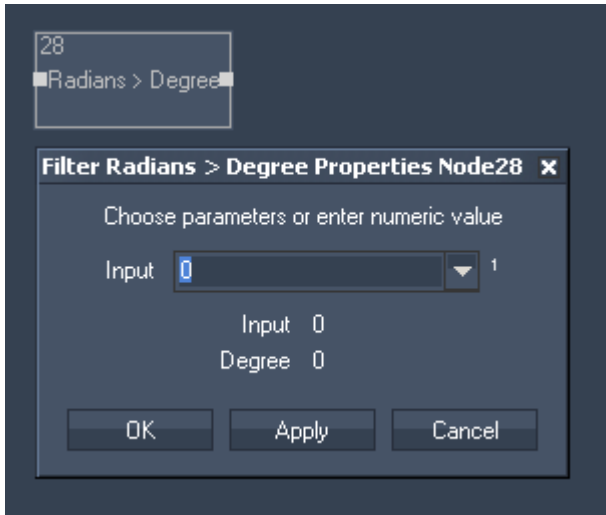 28
Radians > Degree
Filter Radians > Degree Properties Node28 x
Choose parameters or enter numeric value
Input 0 1
Input 0
Degree 0
OK Apply Cancel